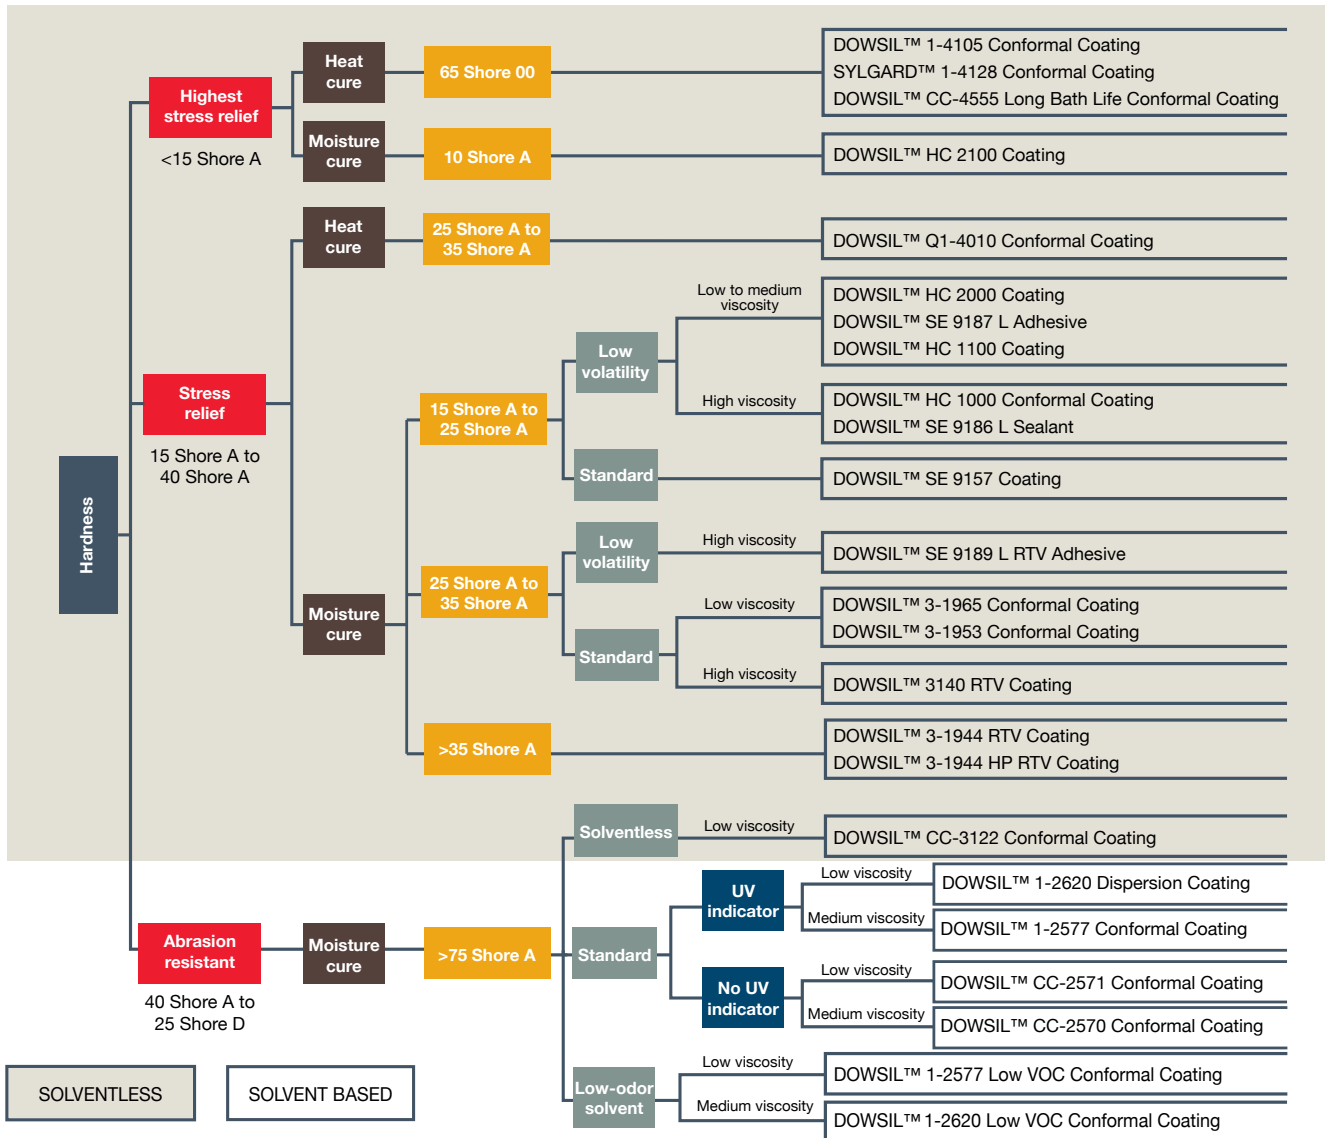 Hardness
Highest
stress relief
<15 Shore A
Heat
cure
65 Shore 00
DOWSIL™ 1-4105 Conformal Coating
SYLGARD™ 1-4128 Conformal Coating
DOWSIL™ CC-4555 Long Bath Life Conformal Coating
Moisture
cure
10 Shore A
DOWSIL™ HC 2100 Coating
Stress
relief
15 Shore A to
40 Shore A
Heat
cure
25 Shore A to
35 Shore A
DOWSIL™ Q1-4010 Conformal Coating
Moisture
cure
15 Shore A to
25 Shore A
Low
volatility
Low to medium
viscosity
DOWSIL™ HC 2000 Coating
DOWSIL™ SE 9187 L Adhesive
DOWSIL™ HC 1100 Coating
High viscosity
DOWSIL™ HC 1000 Conformal Coating
DOWSIL™ SE 9186 L Sealant
Standard
DOWSIL™ SE 9157 Coating
25 Shore A to
35 Shore A
Low
volatility
High viscosity
DOWSIL™ SE 9189 L RTV Adhesive
Standard
Low viscosity
DOWSIL™ 3-1965 Conformal Coating
DOWSIL™ 3-1953 Conformal Coating
High viscosity
DOWSIL™ 3140 RTV Coating
>35 Shore A
DOWSIL™ 3-1944 RTV Coating
DOWSIL™ 3-1944 HP RTV Coating
Abrasion
resistant
40 Shore A to
25 Shore D
Moisture
cure
>75 Shore A
Solventless
Low viscosity
DOWSIL™ CC-3122 Conformal Coating
Standard
UV
indicator
Low viscosity
DOWSIL™ 1-2620 Dispersion Coating
Medium viscosity
DOWSIL™ 1-2577 Conformal Coating
No UV
indicator
Low viscosity
DOWSIL™ CC-2571 Conformal Coating
Medium viscosity
DOWSIL™ CC-2570 Conformal Coating
Low-odor
solvent
Low viscosity
DOWSIL™ 1-2577 Low VOC Conformal Coating
Medium viscosity
DOWSIL™ 1-2620 Low VOC Conformal Coating
SOLVENTLESS
SOLVENT BASED